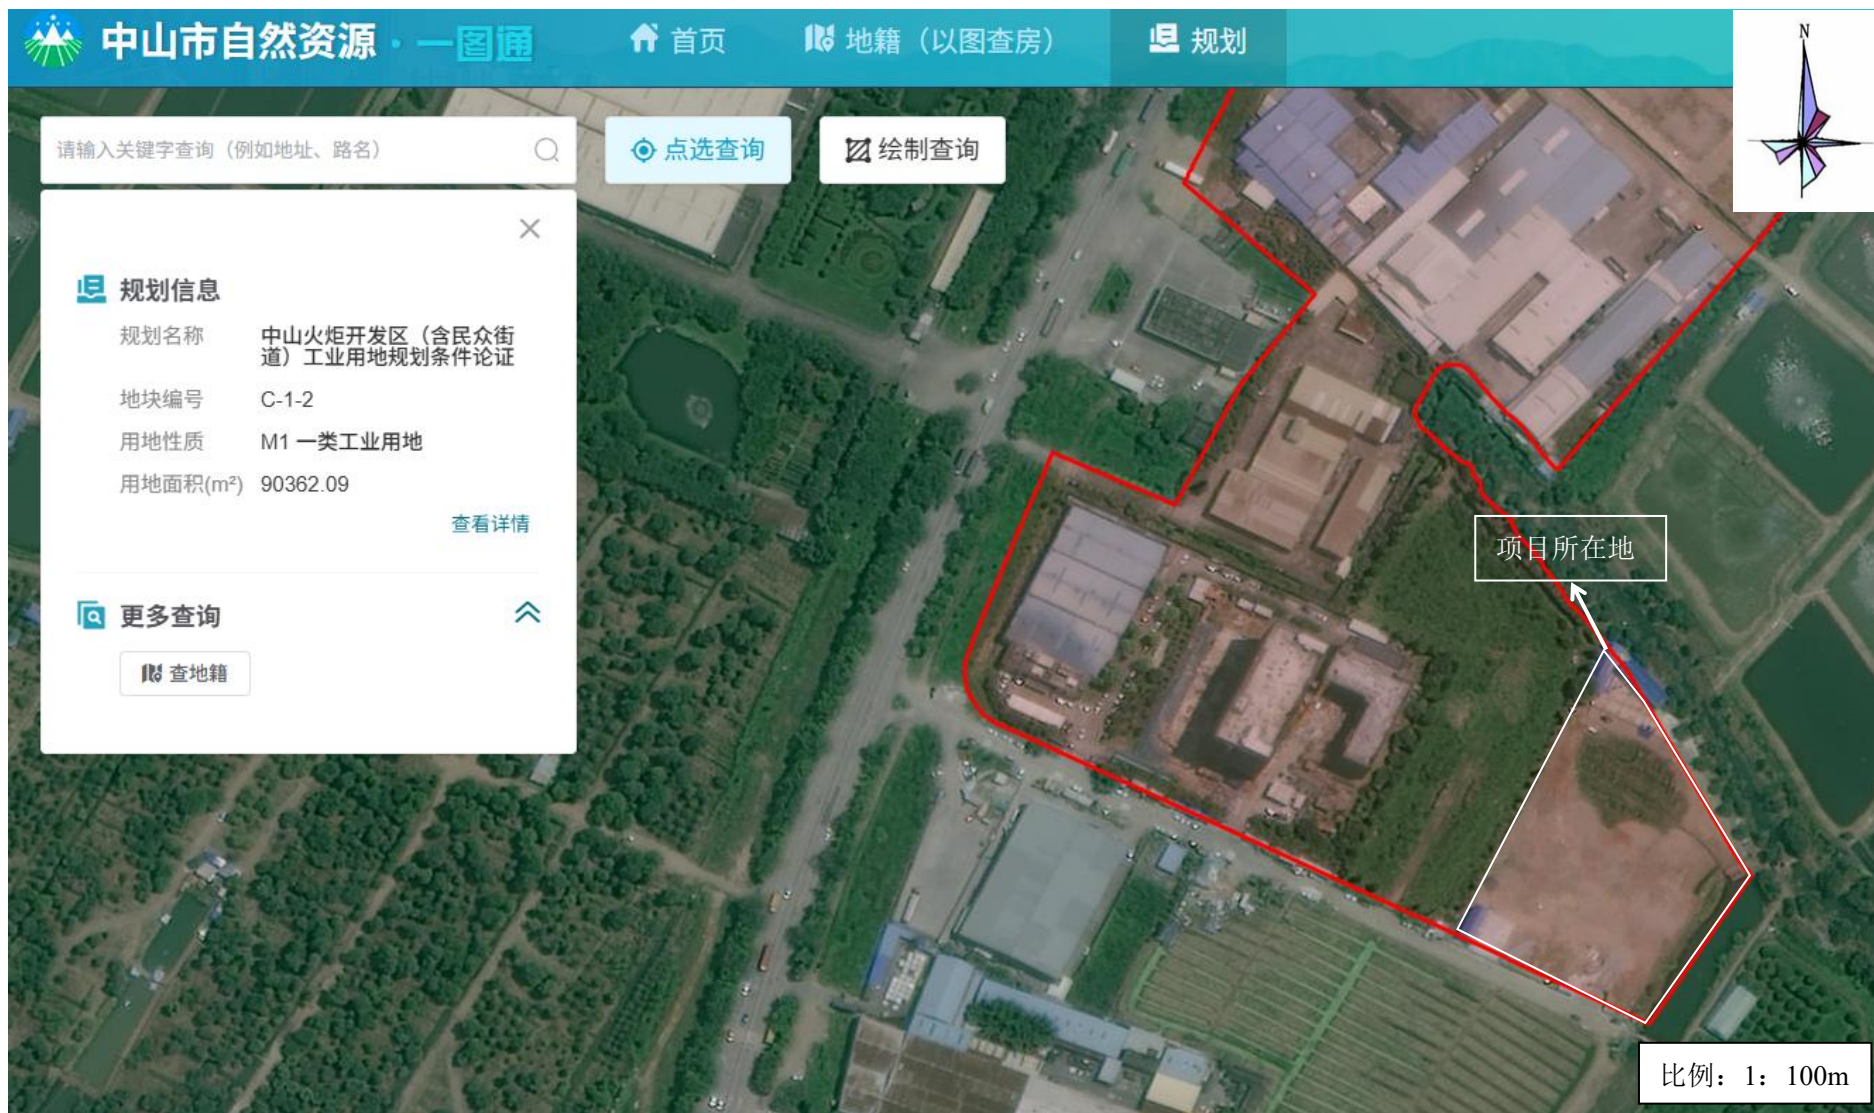 中山市自然资源·一图通
首页
地籍（以图查房）
规划
N
请输入关键字查询（例如地址、路名）
点选查询
绘制查询
规划信息
规划名称
中山火炬开发区（含民众街
道）工业用地规划条件论证
地块编号 C-1-2
用地性质 M1 一类工业用地
用地面积(m²) 90362.09
查看详情
更多查询
查地籍
项目所在地
比例：1：100m